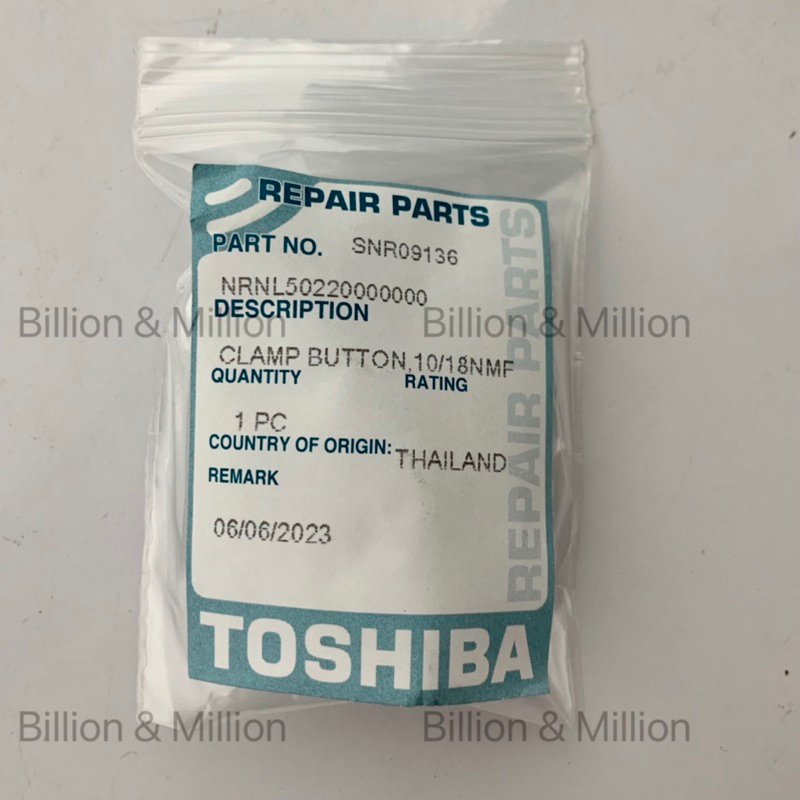 REPAIR PARTS
PART NO. SNR09136
NRNL50220000000
DESCRIPTION
CLAMP BUTTON,10/18NMF
QUANTITY RATING
1 PC
COUNTRY OF ORIGIN: THAILAND
REMARK
06/06/2023
REPAIR PARTS
TOSHIBA
Billion & Million Billion & Million
Billion & Million Billion & Million